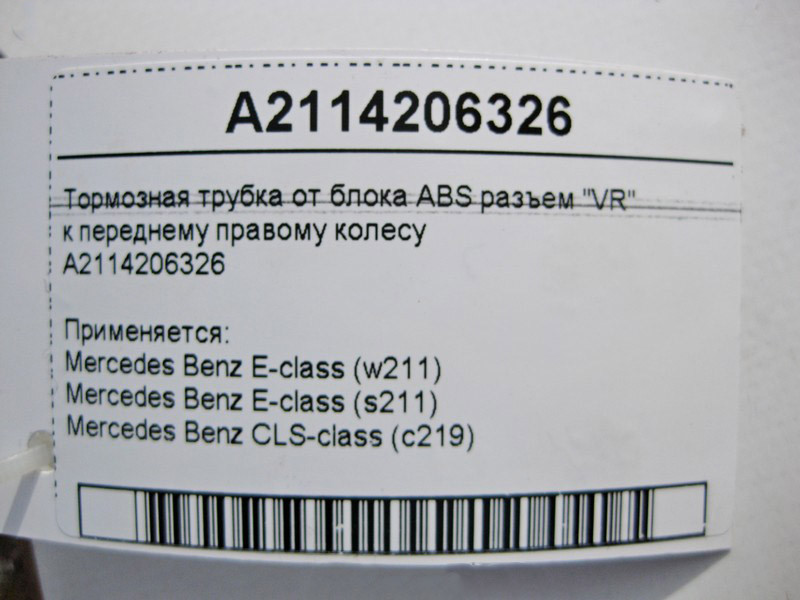 A2114206326
Тормозная трубка от блока ABS разъем "VR"
к переднему правому колесу
A2114206326
Применяется:
Mercedes Benz E-class (w211)
Mercedes Benz E-class (s211)
Mercedes Benz CLS-class (c219)